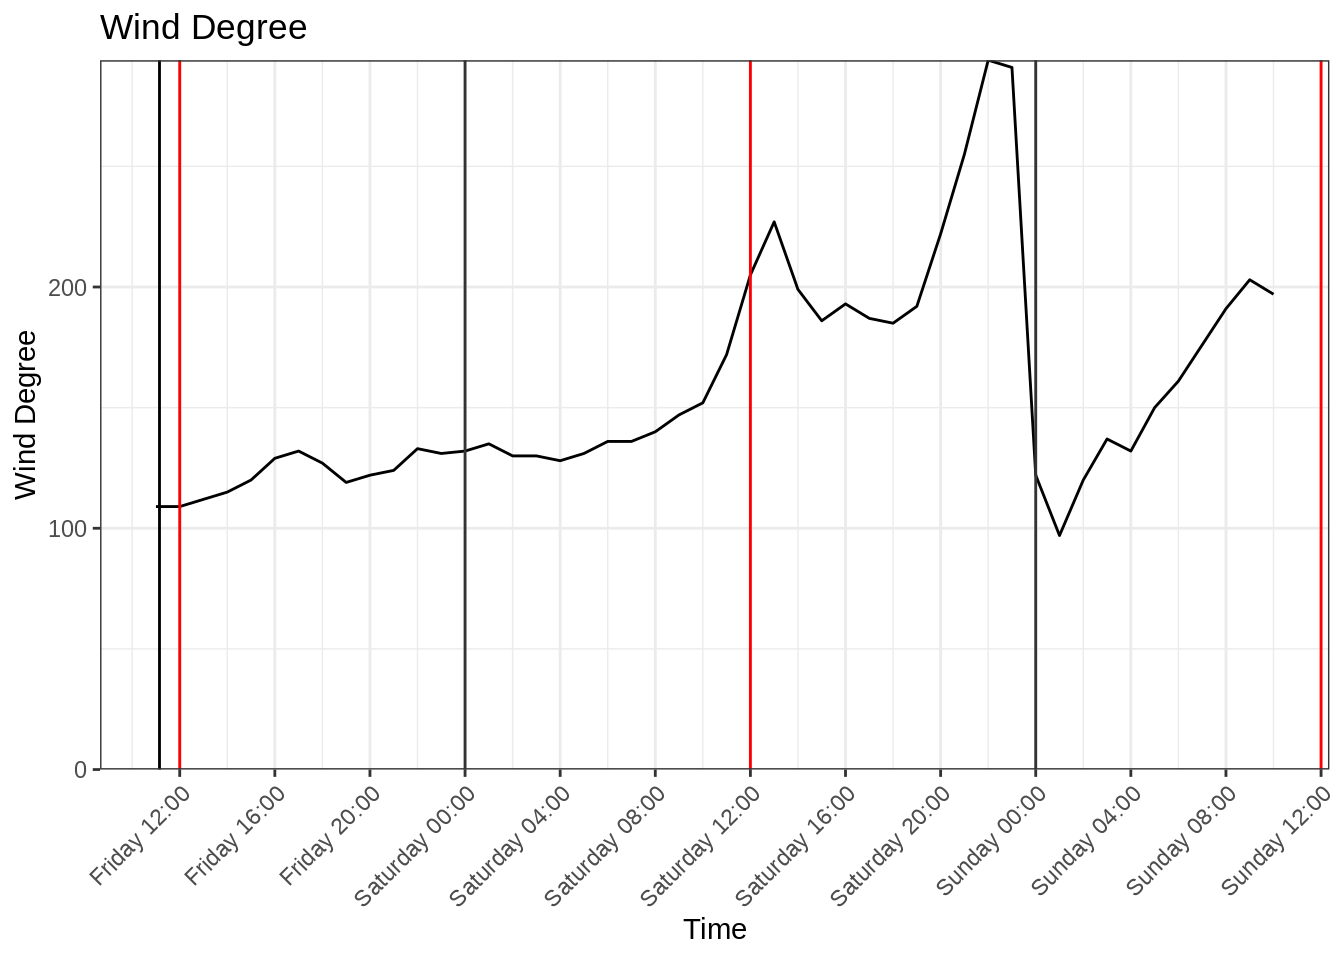 Wind Degree
Wind Degree
200
100
0
Friday 12:00
Friday 16:00
Friday 20:00
Saturday 00:00
Saturday 04:00
Saturday 08:00
Saturday 12:00
Saturday 16:00
Saturday 20:00
Sunday 00:00
Sunday 04:00
Sunday 08:00
Sunday 12:00
Time